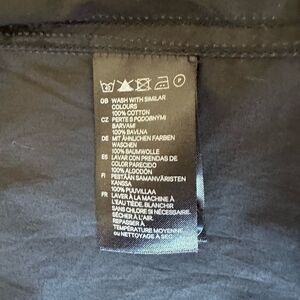 GB WASH WITH SIMILAR
COLOURS
100% COTTON
CZ PERTE S PODOBNÝMI
BARVAMI
100% BAVLNA
DE MIT ÄHNLICHEN FARBEN
WASCHEN
100% BAUMWOLLE
ES LAVAR CON PRENDAS DE
COLOR PARECIDO
100% ALGODÓN
FI PESTÄÄN SAMANVÄRISTEN
KANSSA
100% PUUVILLAA
FR LAVER À LA MACHINE À
L'EAU TIÈDE. BLANCHIR
SANS CHLORE SI NÉCESSAIRE.
SÉCHER À L'AIR.
REPASSER À
TEMPÉRATURE MOYENNE
OU NETTOYAGE À SEC